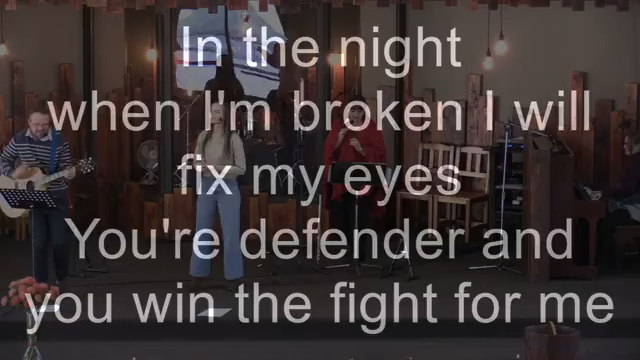 In the night
when I'm broken I will
fix my eyes
You're defender and
you win the fight for me